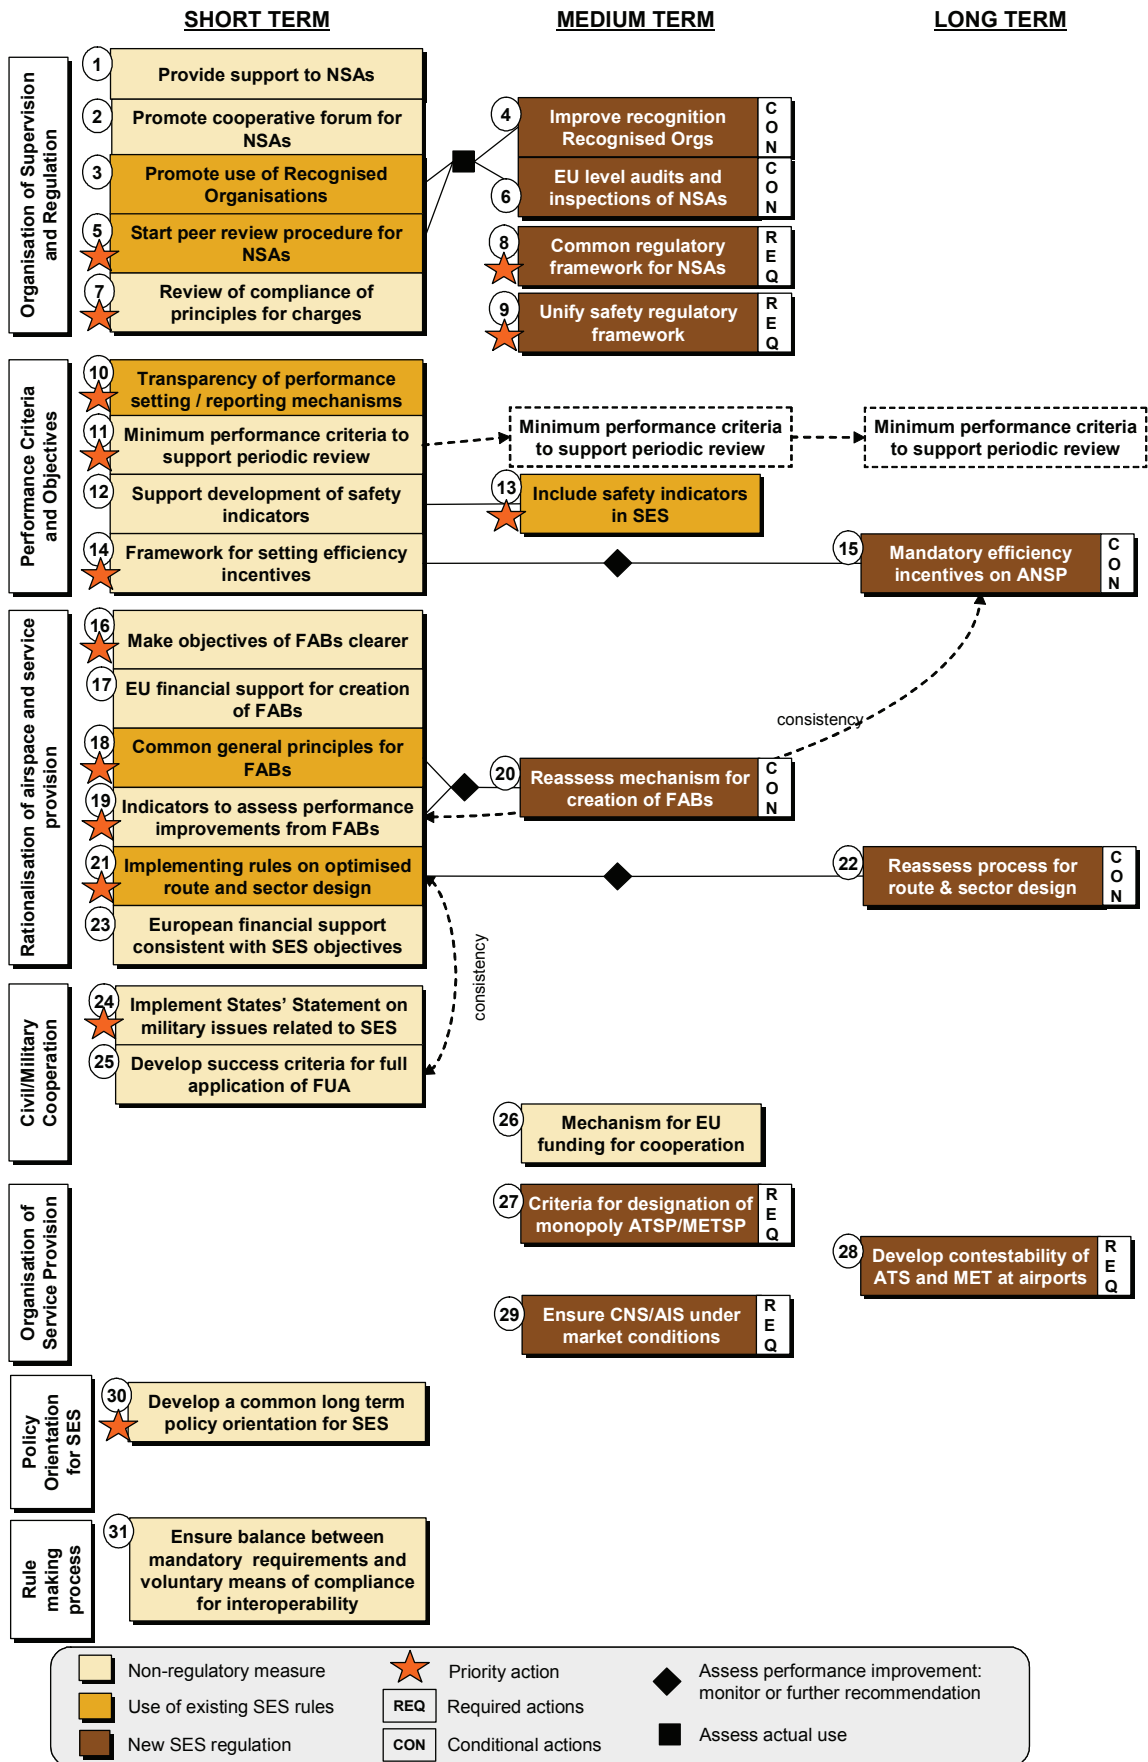 SHORT TERM
MEDIUM TERM
LONG TERM
Organisation of Supervision
and Regulation
1
Provide support to NSAs
2
Promote cooperative forum for
NSAs
3
Promote use of Recognised
Organisations
5
Start peer review procedure for
NSAs
7
Review of compliance of
principles for charges
4
Improve recognition
Recognised Orgs
CON
6
EU level audits and
inspections of NSAs
CON
8
Common regulatory
framework for NSAs
REQ
9
Unify safety regulatory
framework
REQ
Performance Criteria
and Objectives
10
Transparency of performance
setting / reporting mechanisms
11
Minimum performance criteria to
support periodic review
Minimum performance criteria
to support periodic review
Minimum performance criteria
to support periodic review
12
Support development of safety
indicators
13
Include safety indicators
in SES
14
Framework for setting efficiency
incentives
15
Mandatory efficiency
incentives on ANSP
CON
Rationalisation of airspace and service
provision
16
Make objectives of FABs clearer
17
EU financial support for creation
of FABs
18
Common general principles for
FABs
19
Indicators to assess performance
improvements from FABs
20
Reassess mechanism for
creation of FABs
CON
consistency
21
Implementing rules on optimised
route and sector design
22
Reassess process for
route & sector design
CON
23
European financial support
consistent with SES objectives
consistency
Civil/Military
Cooperation
24
Implement States' Statement on
military issues related to SES
25
Develop success criteria for full
application of FUA
26
Mechanism for EU
funding for cooperation
Organisation of
Service Provision
27
Criteria for designation of
monopoly ATSP/METSP
REQ
28
Develop contestability of
ATS and MET at airports
REQ
29
Ensure CNS/AIS under
market conditions
REQ
Policy
Orientation
for SES
30
Develop a common long term
policy orientation for SES
Rule
making
process
31
Ensure balance between
mandatory requirements and
voluntary means of compliance
for interoperability
Non-regulatory measure
Use of existing SES rules
New SES regulation
Priority action
REQ Required actions
CON Conditional actions
Assess performance improvement:
monitor or further recommendation
Assess actual use